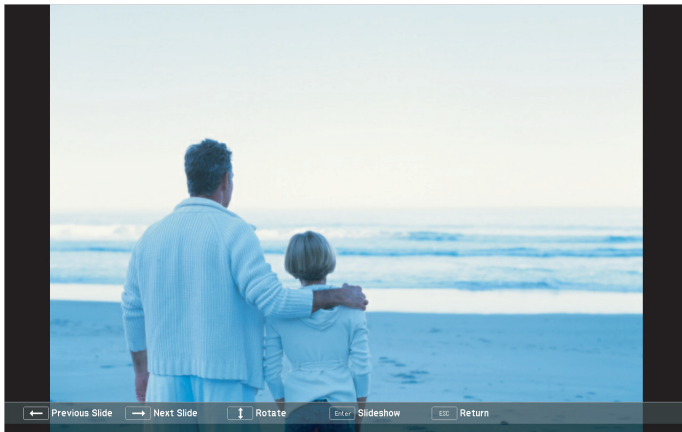 ← Previous Slide → Next Slide ↕ Rotate Enter Slideshow ESC Return